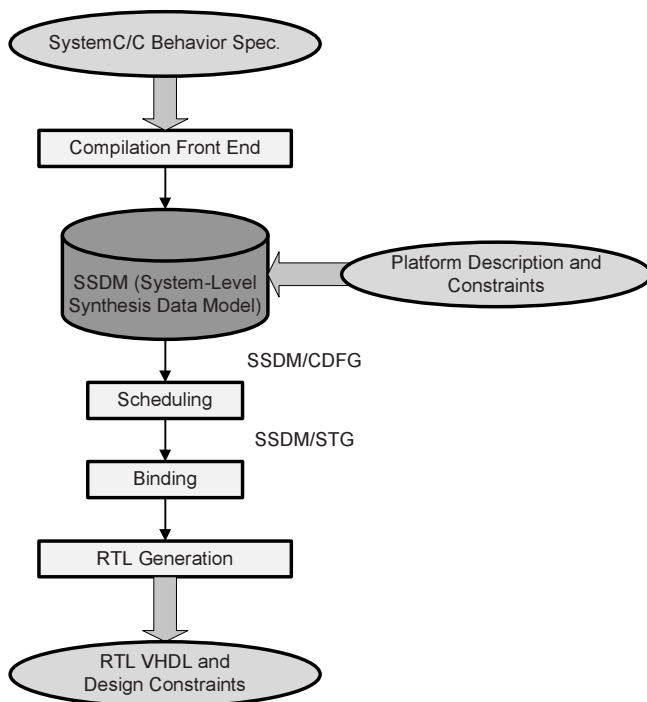 SystemC/C Behavior Spec.
Compilation Front End
SSDM (System-Level
Synthesis Data Model)
Platform Description and
Constraints
SSDM/CDFG
Scheduling
SSDM/STG
Binding
RTL Generation
RTL VHDL and
Design Constraints